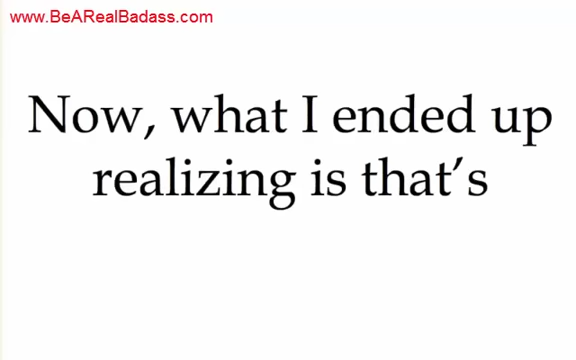 www.BeARealBadass.com
Now, what I ended up
realizing is that’s